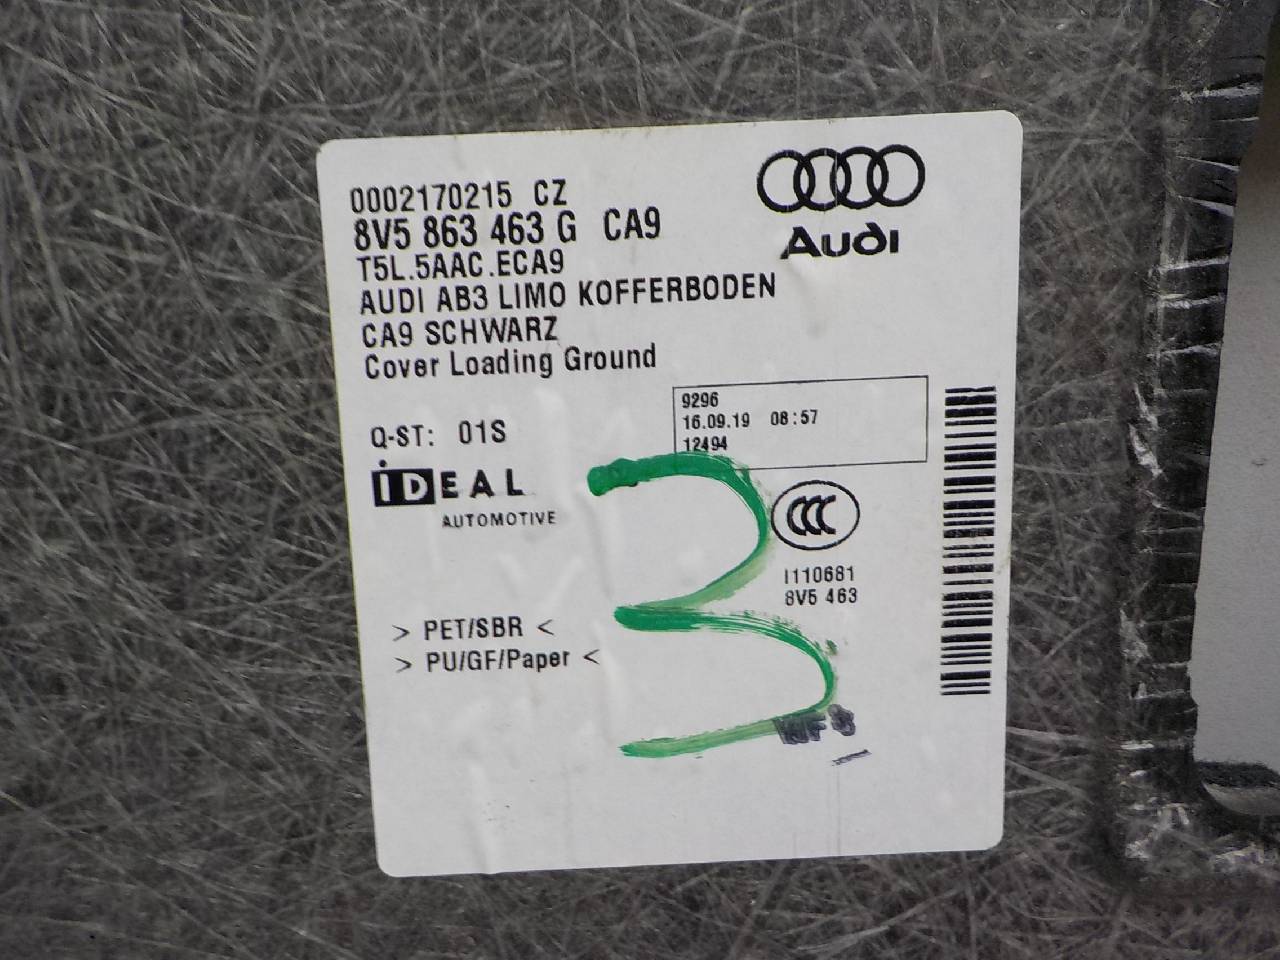 0002170215 CZ
8V5 863 463 G CA9
T5L.5AAC.ECA9
AUDI AB3 LIMO KOFFERBODEN
CA9 SCHWARZ
Cover Loading Ground
Audi
9296
16.09.19 08:57
12494
Q-ST: 01S
iDEAL
AUTOMOTIVE
CCC
I110681
8V5 463
> PET/SBR <
> PU/GF/Paper <
3